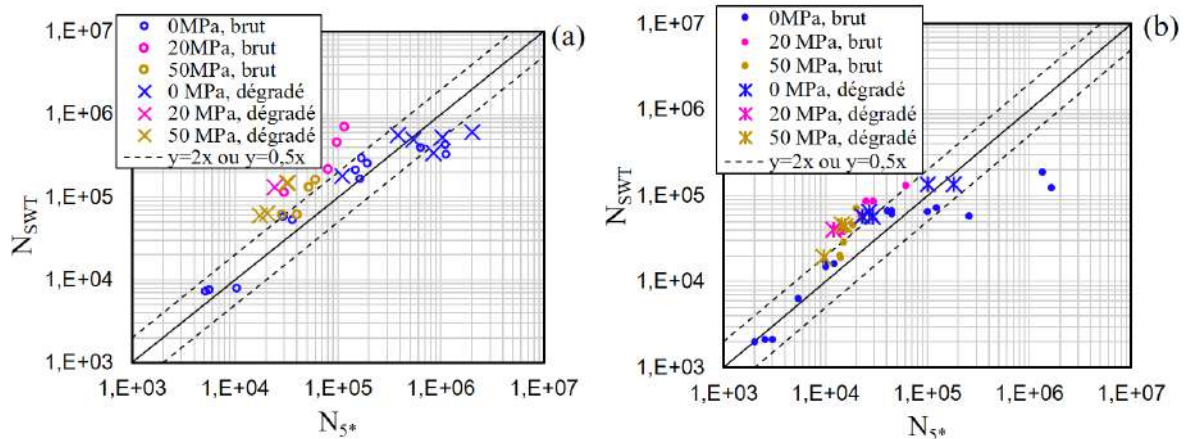 1,E+07
(a)
0MPa, brut
20MPa, brut
50MPa, brut
0 MPa, dégradé
20 MPa, dégradé
50 MPa, dégradé
y=2x ou y=0,5x
1,E+06
1,E+05
1,E+04
1,E+03
N_SWT
1,E+03 1,E+04 1,E+05 1,E+06 1,E+07
N_5*
1,E+07
(b)
0MPa, brut
20 MPa, brut
50 MPa, brut
0 MPa, dégradé
20 MPa, dégradé
50 MPa, dégradé
y=2x ou y=0,5x
1,E+06
1,E+05
1,E+04
1,E+03
N_SWT
1,E+03 1,E+04 1,E+05 1,E+06 1,E+07
N_5*